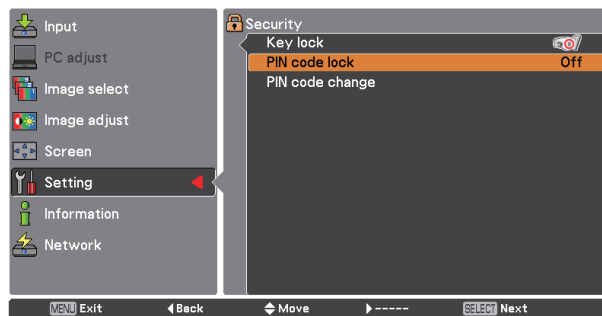 Input
PC adjust
Image select
Image adjust
Screen
Setting
Information
Network
Security
Key lock
PIN code lock Off
PIN code change
MENU Exit Back Move ----- SELECT Next